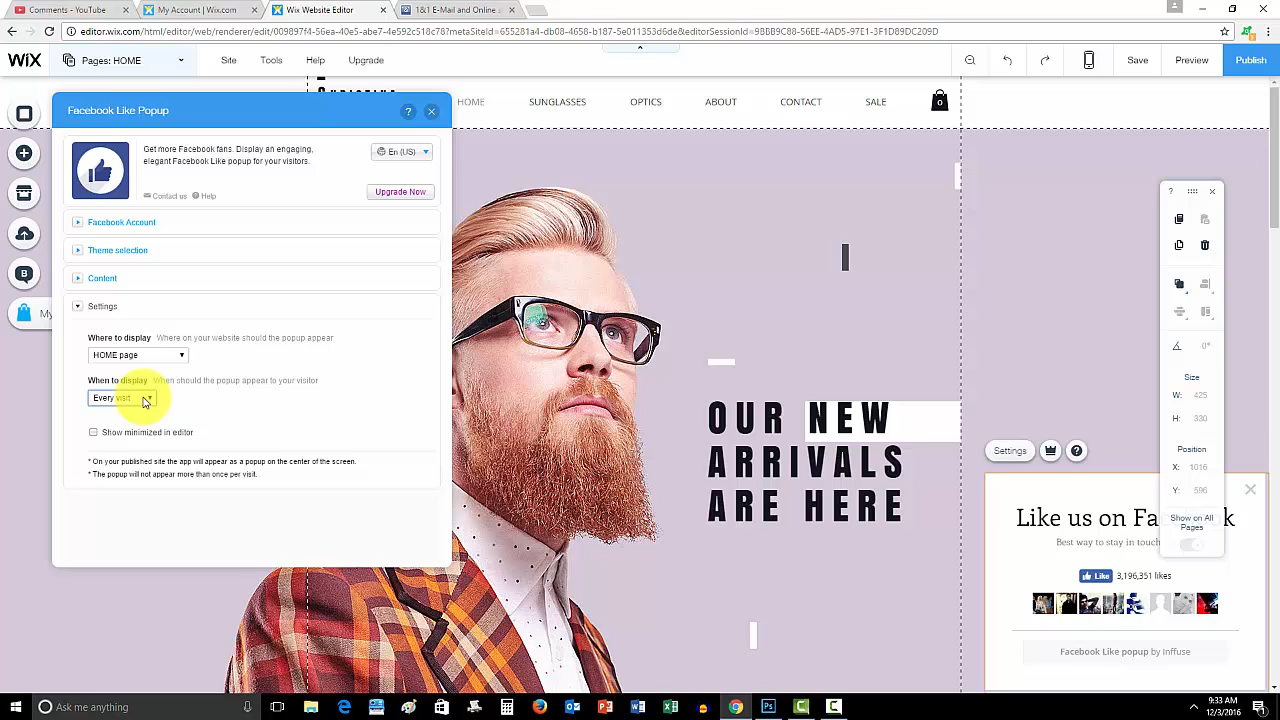 Comments - YouTube
My Account | Wix.com
Wix Website Editor
1&1 E-Mail and Online
editor.wix.com/html/editor/web/renderer/edit/009897f4-56ea-40e5-abe7-4e592c518c78?metaSiteId=655281a4-db08-4658-b187-5e011353d6de&editorSessionId=9BBB9C88-56EE-4AD5-97E1-3F1D89DC209D
WiX
Pages: HOME
Site
Tools
Help
Upgrade
Save
Preview
Publish
HOME
SUNGLASSES
OPTICS
ABOUT
CONTACT
SALE
0
Facebook Like Popup
?
Get more Facebook fans. Display an engaging,
elegant Facebook Like popup for your visitors.
En (US)
Contact us
Help
Upgrade Now
Facebook Account
Theme selection
Content
Settings
Where to display Where on your website should the popup appear
HOME page
When to display When should the popup appear to your visitor
Every visit
Show minimized in editor
* On your published site the app will appear as a popup on the center of the screen.
* The popup will not appear more than once per visit.
My
OUR NEW
ARRIVALS
ARE HERE
?
0°
Size
W: 425
H: 330
Position
X: 1016
Y: 596
Show on All
Pages
Settings
?
Like us on Facebook
Best way to stay in touch
Like
3,196,351 likes
Facebook Like popup by Inffuse
Ask me anything
9:33 AM
12/3/2016